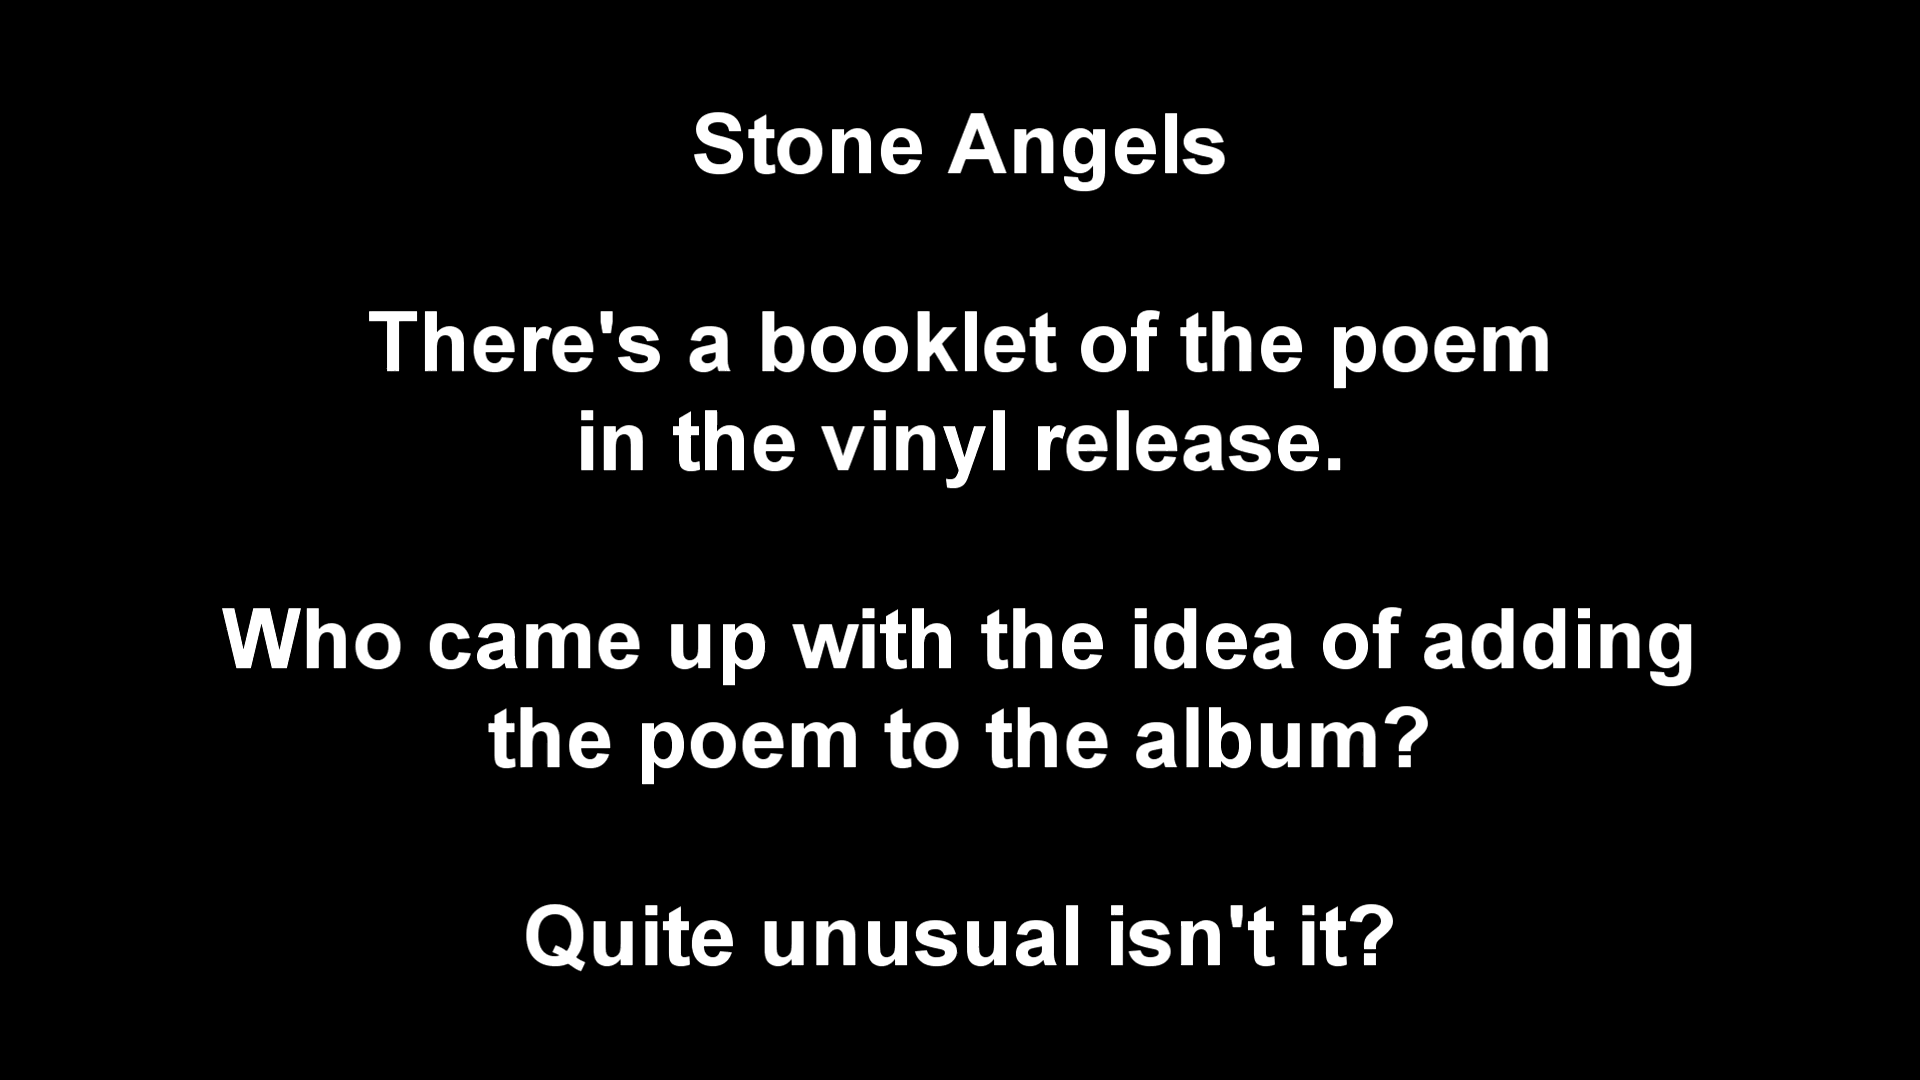 Stone Angels
There's a booklet of the poem
in the vinyl release.
Who came up with the idea of adding
the poem to the album?
Quite unusual isn't it?